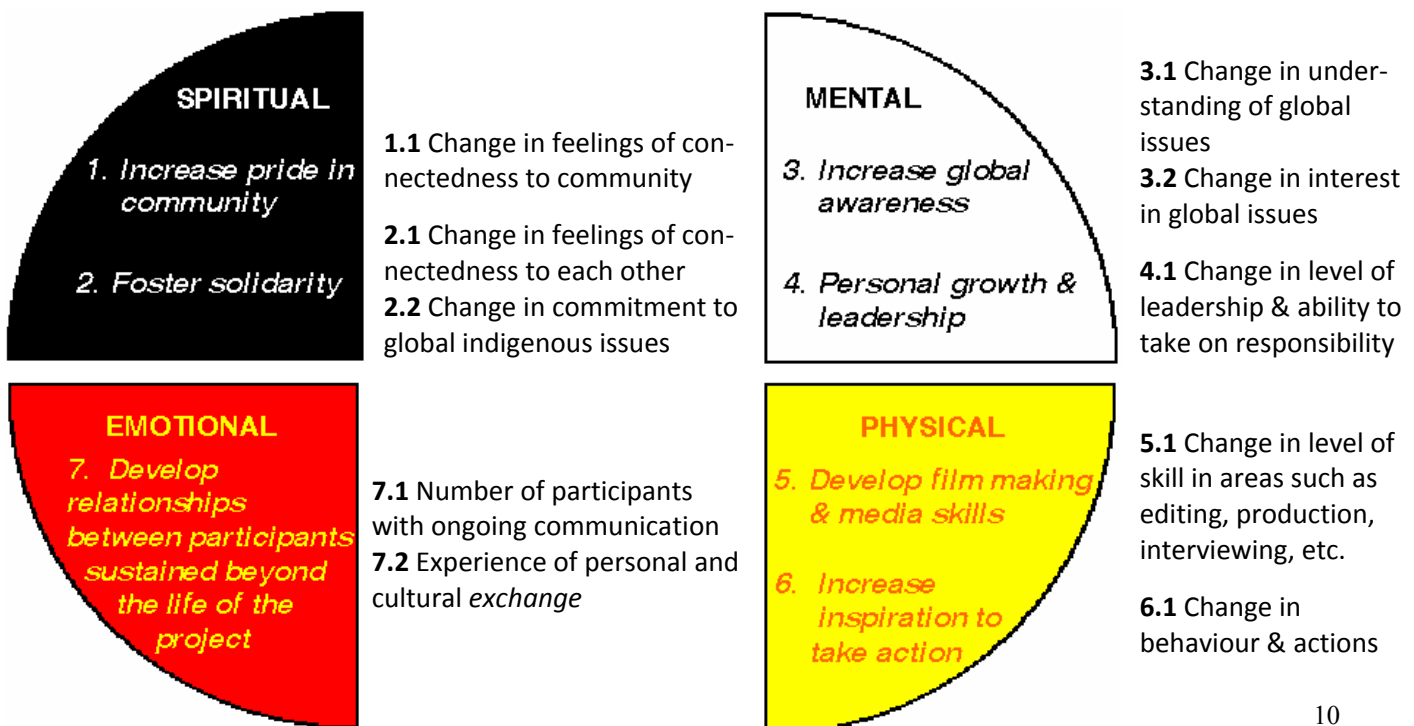 SPIRITUAL
1. Increase pride in
community
2. Foster solidarity
1.1 Change in feelings of con-
nectedness to community
2.1 Change in feelings of con-
nectedness to each other
2.2 Change in commitment to
global indigenous issues
MENTAL
3. Increase global
awareness
4. Personal growth &
leadership
3.1 Change in under-
standing of global
issues
3.2 Change in interest
in global issues
4.1 Change in level of
leadership & ability to
take on responsibility
EMOTIONAL
7. Develop
relationships
between participants
sustained beyond
the life of the
project
7.1 Number of participants
with ongoing communication
7.2 Experience of personal and
cultural exchange
PHYSICAL
5. Develop film making
& media skills
6. Increase
inspiration to
take action
5.1 Change in level of
skill in areas such as
editing, production,
interviewing, etc.
6.1 Change in
behaviour & actions
10